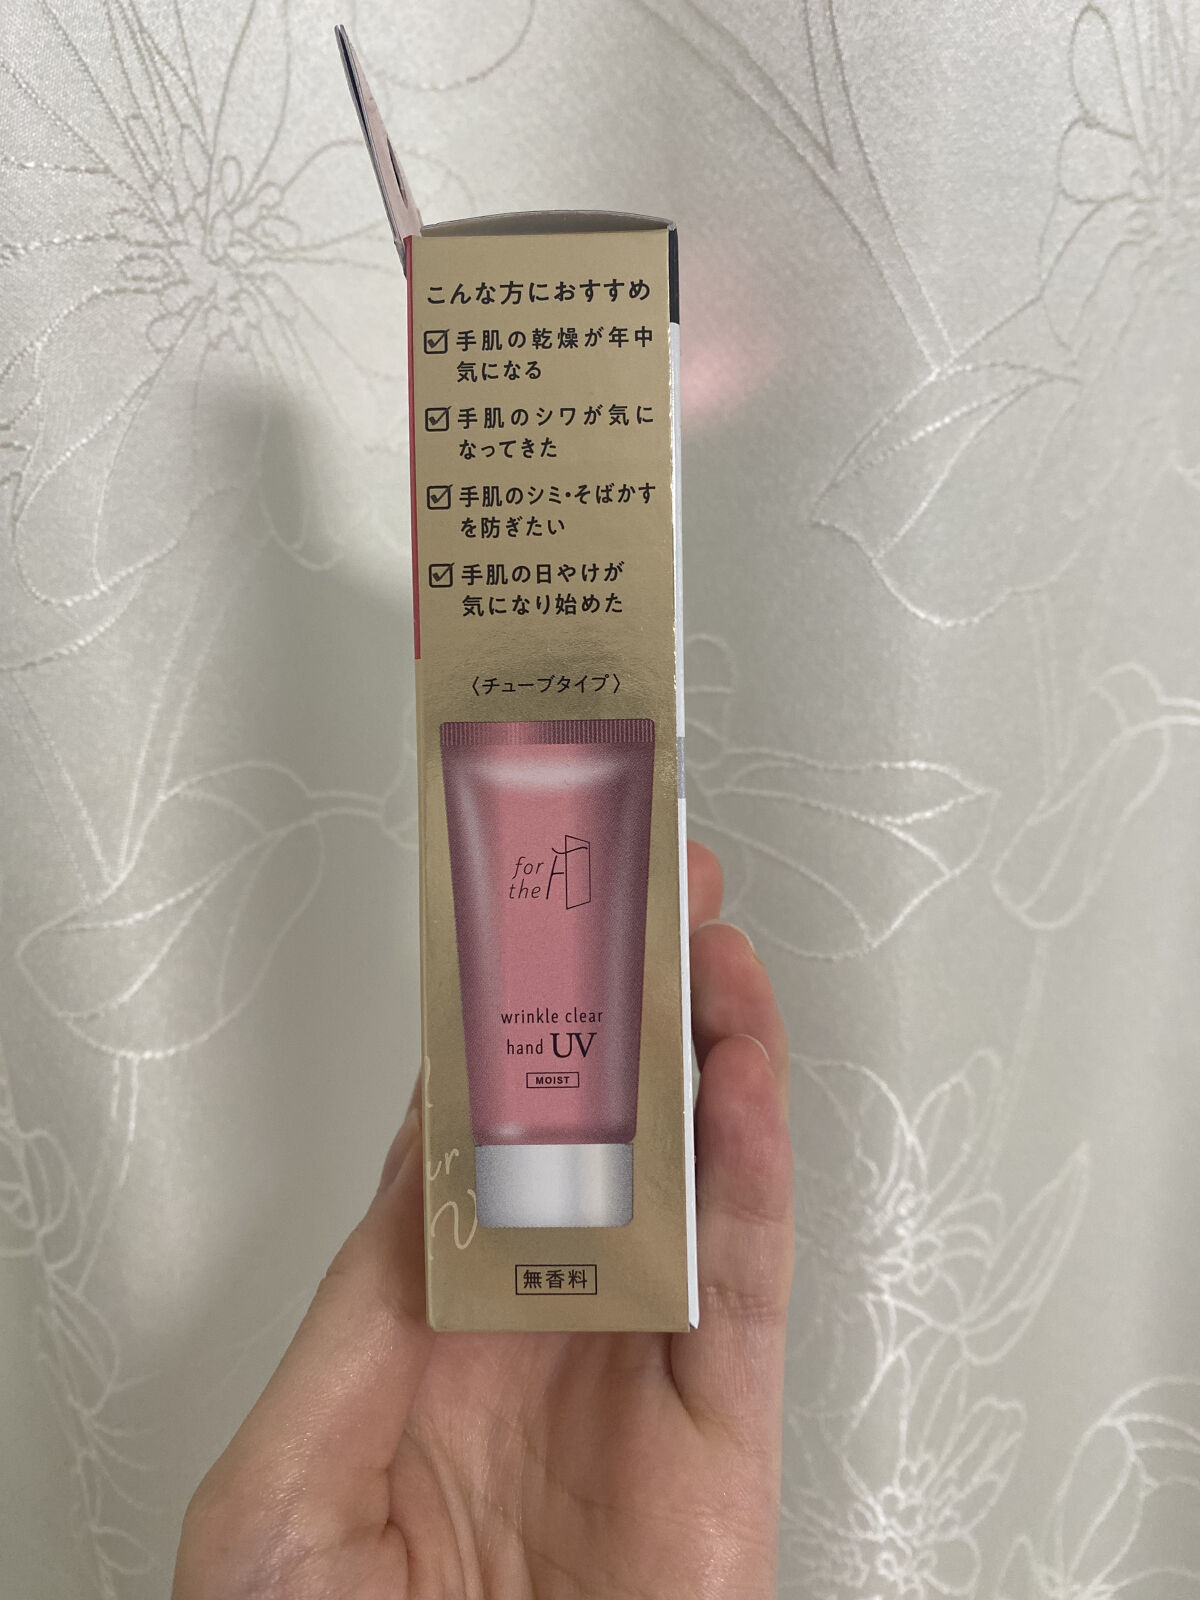 こんな方におすすめ
手肌の乾燥が年中
気になる
手肌のシワが気に
なってきた
手肌のシミ・そばかす
を防ぎたい
手肌の日やけが
気になり始めた
〈チューブタイプ〉
for
the F
wrinkle clear
hand UV
MOIST
無香料